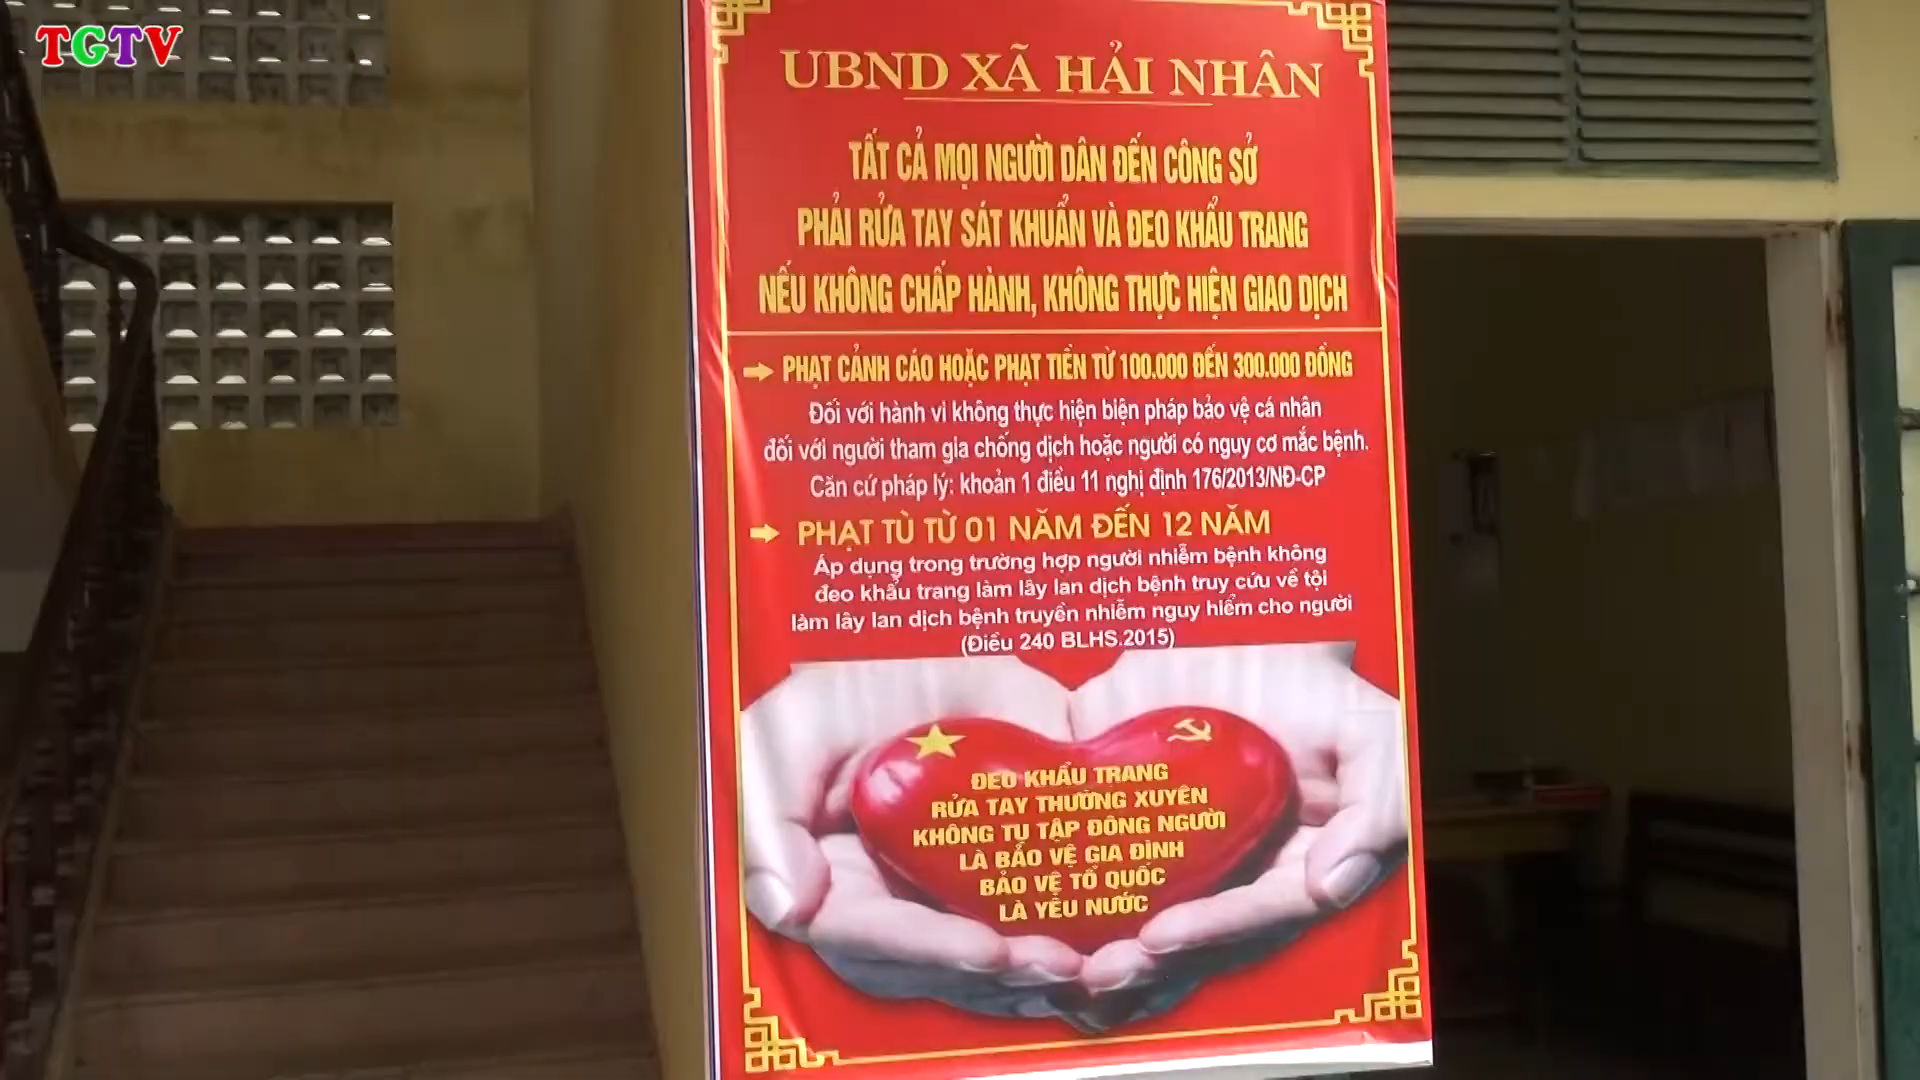 TGTV
UBND XÃ HẢI NHÂN
TẤT CẢ MỌI NGƯỜI DÂN ĐẾN CÔNG SỞ
PHẢI RỬA TAY SÁT KHUẨN VÀ ĐEO KHẨU TRANG
NẾU KHÔNG CHẤP HÀNH, KHÔNG THỰC HIỆN GIAO DỊCH
PHẠT CẢNH CÁO HOẶC PHẠT TIỀN TỪ 100.000 ĐẾN 300.000 ĐỒNG
Đối với hành vi không thực hiện biện pháp bảo vệ cá nhân
đối với người tham gia chống dịch hoặc người có nguy cơ mắc bệnh.
Căn cứ pháp lý: khoản 1 điều 11 nghị định 176/2013/NĐ-CP
PHẠT TÙ TỪ 01 NĂM ĐẾN 12 NĂM
Áp dụng trong trường hợp người nhiễm bệnh không
đeo khẩu trang làm lây lan dịch bệnh truy cứu về tội
làm lây lan dịch bệnh truyền nhiễm nguy hiểm cho người
(Điều 240 BLHS.2015)
ĐEO KHẨU TRANG
RỬA TAY THƯỜNG XUYÊN
KHÔNG TỤ TẬP ĐÔNG NGƯỜI
LÀ BẢO VỆ GIA ĐÌNH
BẢO VỆ TỔ QUỐC
LÀ YÊU NƯỚC